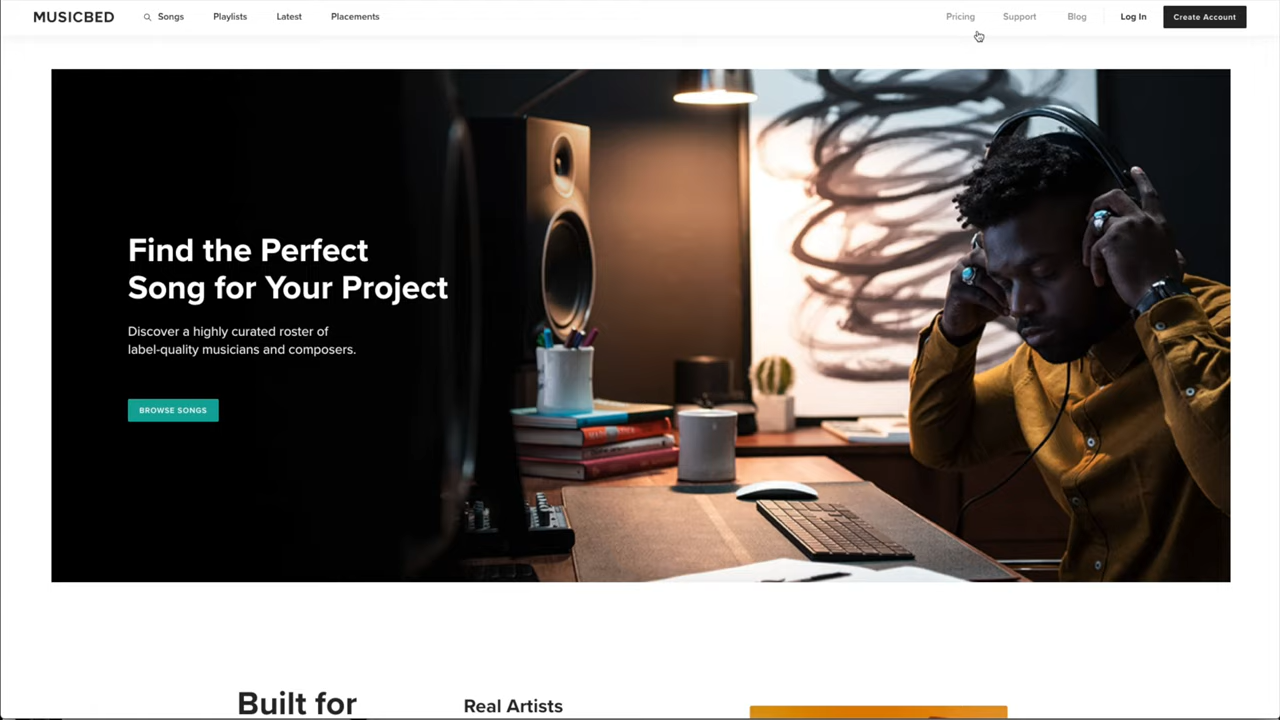 MUSICBED Songs Playlists Latest Placements Pricing Support Blog Log In Create Account
Find the Perfect
Song for Your Project
Discover a highly curated roster of
label-quality musicians and composers.
BROWSE SONGS
Built for
Real Artists